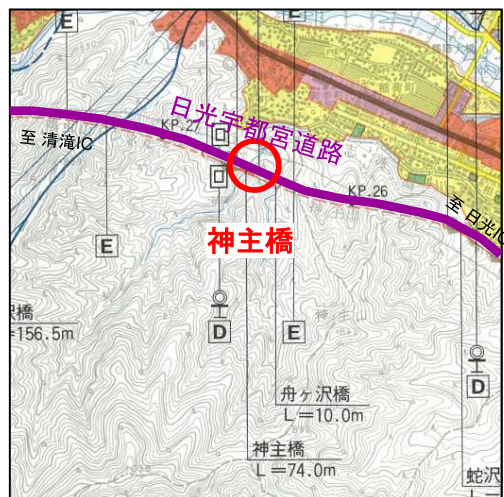 E
E
日光宇都宮道路
KP.27
至 清滝IC
KP.26
至 日光IC
神主橋
E
沢橋
=156.5m
D
E
D
舟ヶ沢橋
L=10.0m
神主橋
L=74.0m
蛇沢